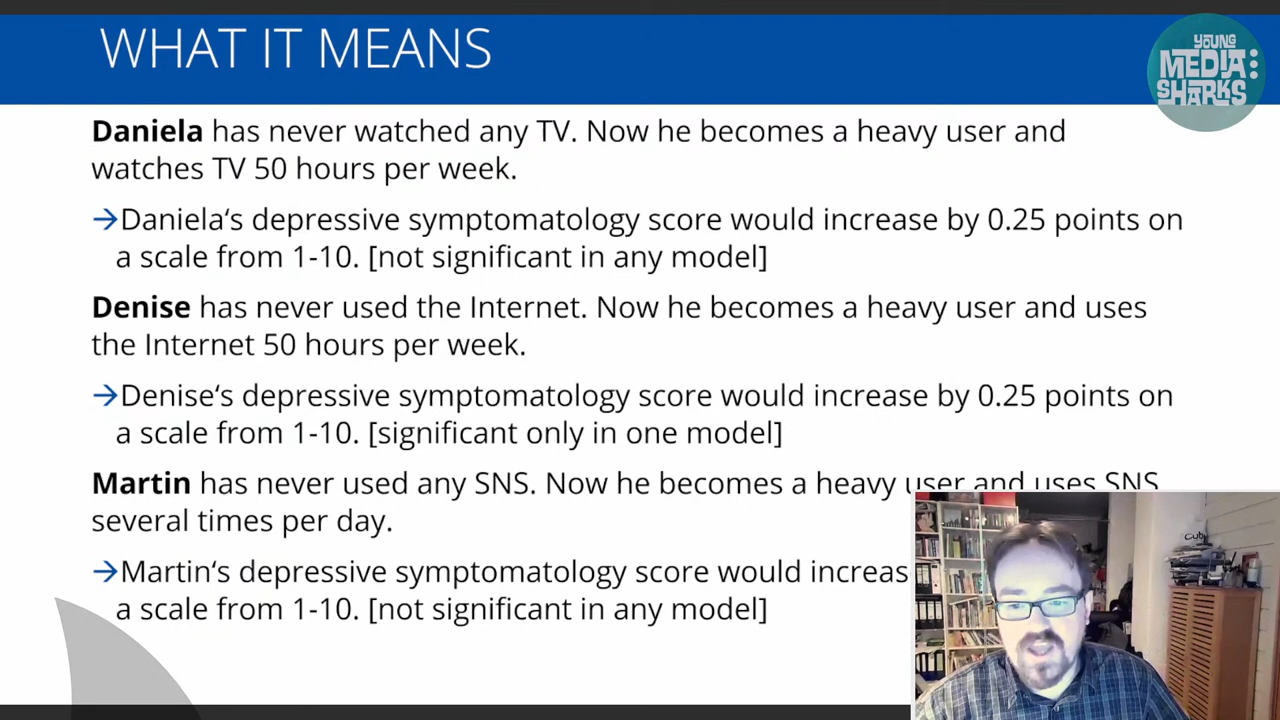 WHAT IT MEANS
YOUNG
MEDIA:
SHARKS
Daniela has never watched any TV. Now he becomes a heavy user and
watches TV 50 hours per week.
→Daniela‘s depressive symptomatology score would increase by 0.25 points on
a scale from 1-10. [not significant in any model]
Denise has never used the Internet. Now he becomes a heavy user and uses
the Internet 50 hours per week.
→Denise‘s depressive symptomatology score would increase by 0.25 points on
a scale from 1-10. [significant only in one model]
Martin has never used any SNS. Now he becomes a heavy user and uses SNS
several times per day.
→Martin‘s depressive symptomatology score would increas
a scale from 1-10. [not significant in any model]